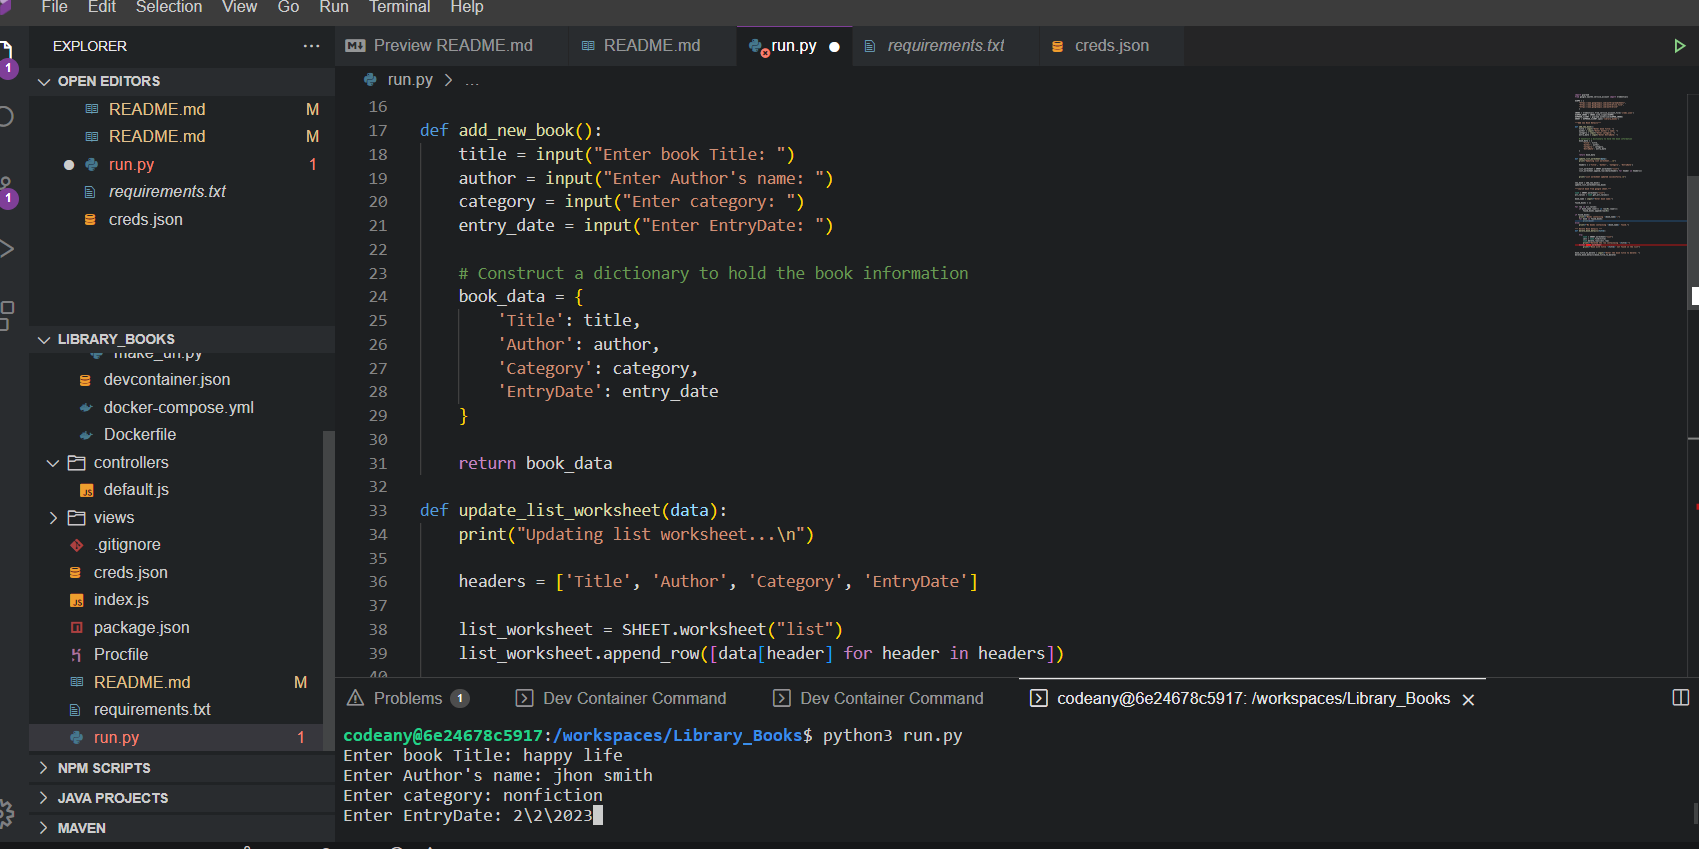 File Edit Selection View Go Run Terminal Help
EXPLORER ...
Preview README.md README.md run.py requirements.txt creds.json
1
OPEN EDITORS
run.py > ...
README.md M
README.md M
run.py 1
requirements.txt
creds.json
1
LIBRARY_BOOKS
make_url.py
devcontainer.json
docker-compose.yml
Dockerfile
controllers
default.js
views
.gitignore
creds.json
index.js
package.json
Procfile
README.md M
requirements.txt
run.py 1
NPM SCRIPTS
JAVA PROJECTS
MAVEN
16
17 def add_new_book():
18 title = input("Enter book Title: ")
19 author = input("Enter Author's name: ")
20 category = input("Enter category: ")
21 entry_date = input("Enter EntryDate: ")
22
23 # Construct a dictionary to hold the book information
24 book_data = {
25 'Title': title,
26 'Author': author,
27 'Category': category,
28 'EntryDate': entry_date
29 }
30
31 return book_data
32
33 def update_list_worksheet(data):
34 print("Updating list worksheet...\n")
35
36 headers = ['Title', 'Author', 'Category', 'EntryDate']
37
38 list_worksheet = SHEET.worksheet("list")
39 list_worksheet.append_row([data[header] for header in headers])
40
Problems 1 Dev Container Command Dev Container Command codeany@6e24678c5917: /workspaces/Library_Books
codeany@6e24678c5917:/workspaces/Library_Books$ python3 run.py
Enter book Title: happy life
Enter Author's name: jhon smith
Enter category: nonfiction
Enter EntryDate: 2\2\2023